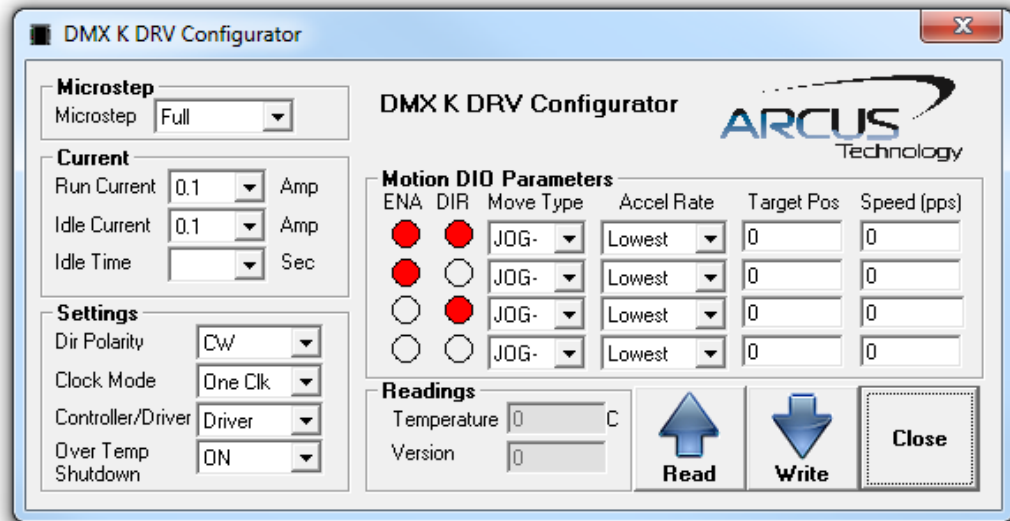 DMX K DRV Configurator
Microstep
Microstep Full
DMX K DRV Configurator
ARCUS
Technology
Current
Run Current 0.1 Amp
Idle Current 0.1 Amp
Idle Time Sec
Settings
Dir Polarity CW
Clock Mode One Clk
Controller/Driver Driver
Over Temp
Shutdown ON
Motion DIO Parameters
ENA DIR Move Type Accel Rate Target Pos Speed (pps)
JOG- Lowest 0 0
JOG- Lowest 0 0
JOG- Lowest 0 0
JOG- Lowest 0 0
Readings
Temperature 0 C
Version 0
Read
Write
Close